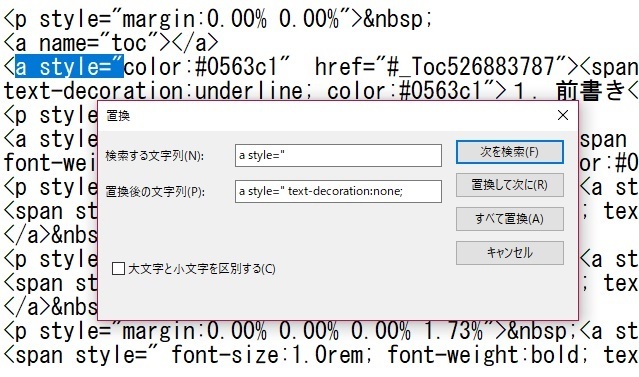 <p style="margin:0.00% 0.00%">&nbsp;
<a name="toc"></a>
<a style="color:#0563c1" href="#_Toc526883787"><span
text-decoration:underline; color:#0563c1">１．前書き<
<p style
置換
<a style
span
検索する文字列(N):
a style="
次を検索(F)
font-wei
or:#0
<p style
<a st
置換後の文字列(P):
a style=" text-decoration:none;
置換して次に(R)
<span st
; tex
すべて置換(A)
</a>&nbs
キャンセル
<p style
<a st
大文字と小文字を区別する(C)
<span st
; tex
</a>&nbs
<p style="margin:0.00% 0.00% 0.00% 1.73%">&nbsp;<a st
<span style=" font-size:1.0rem; font-weight:bold; tex